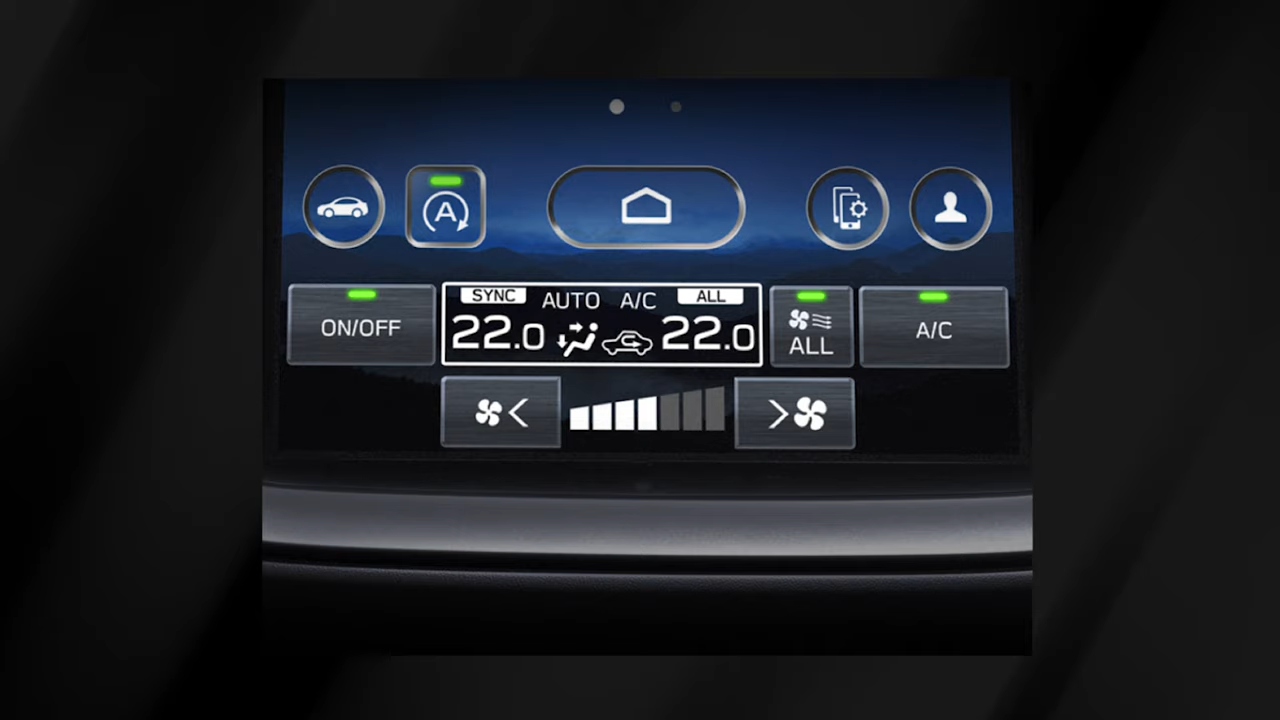 A
SYNC AUTO A/C ALL
ON/OFF
22.0 22.0
ALL
A/C